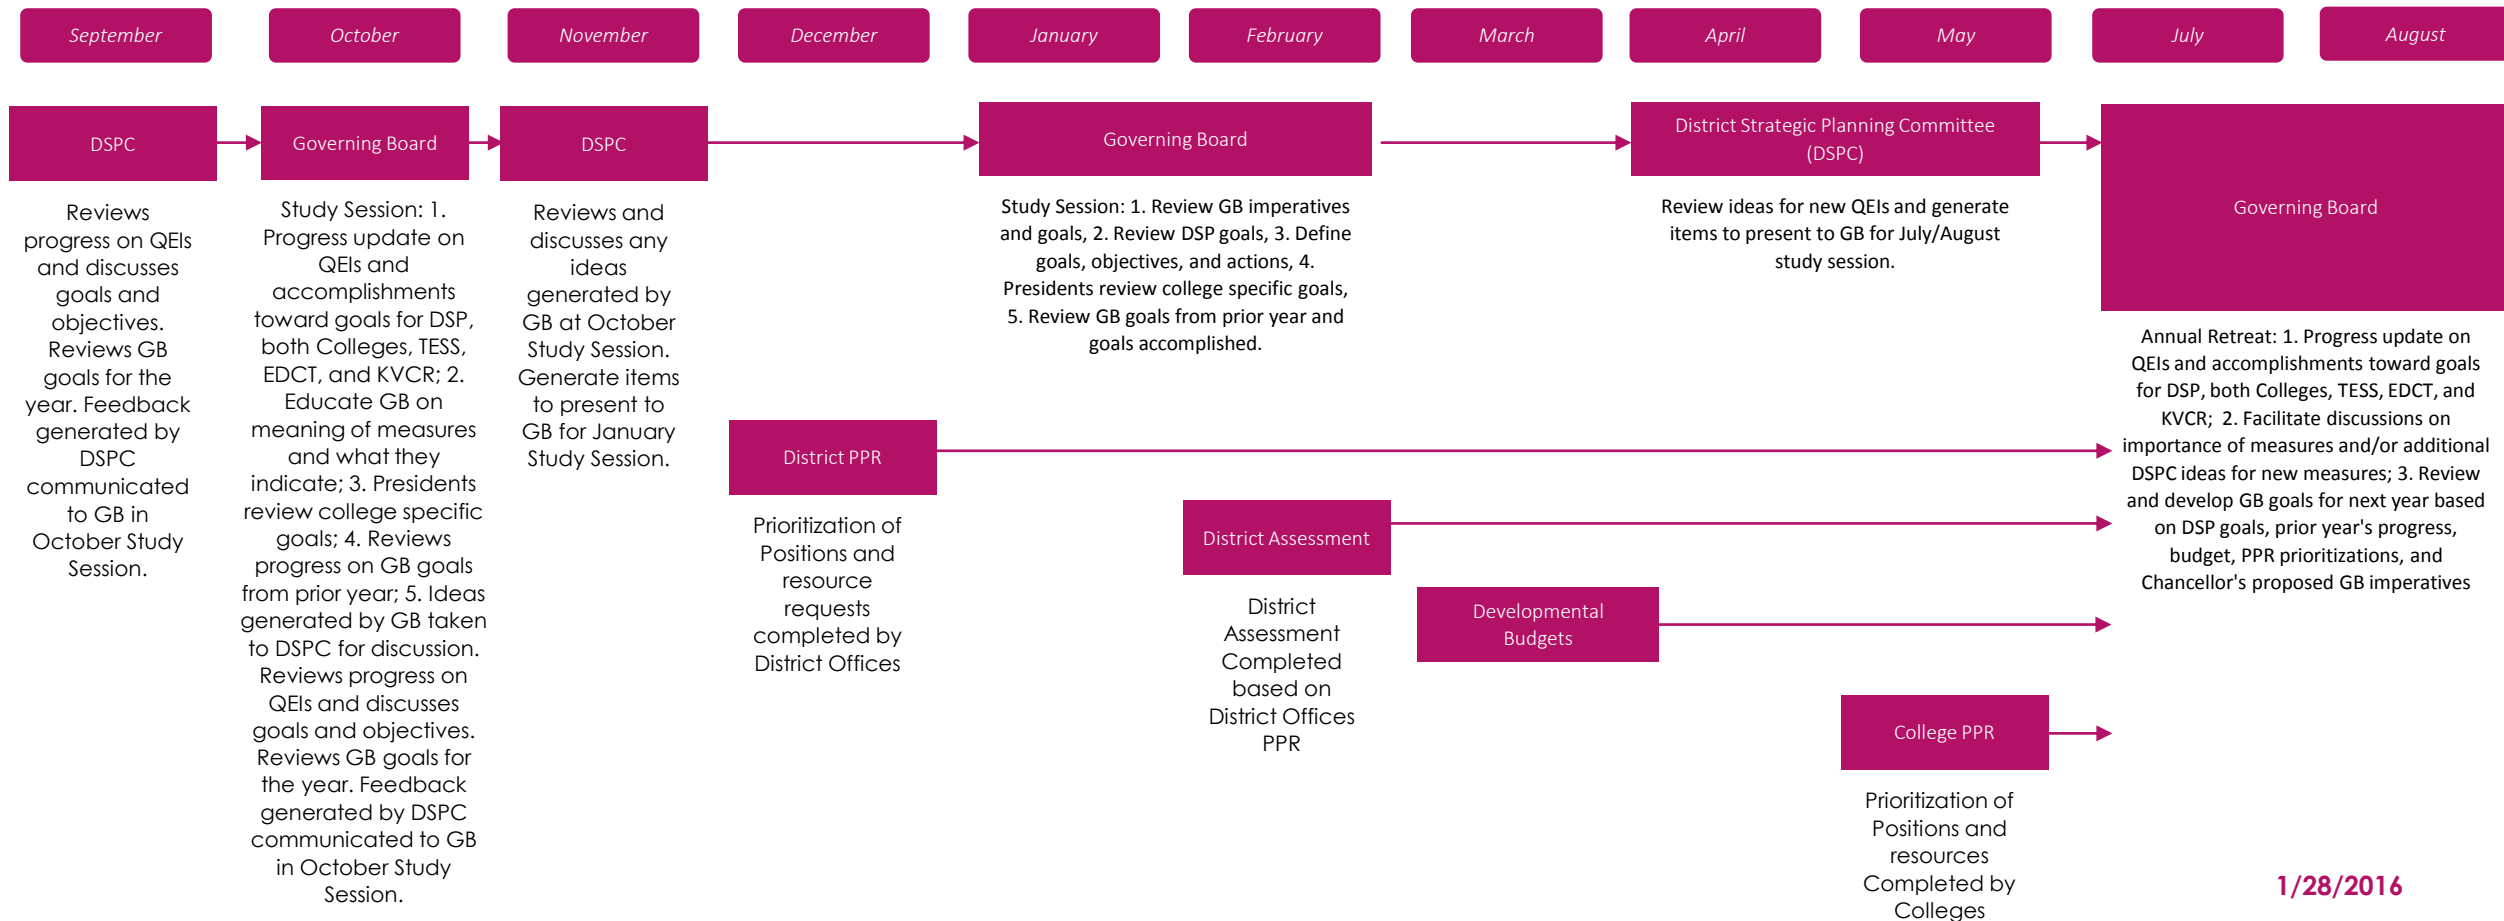 September
October
November
December
January
February
March
April
May
July
August
DSPC
Governing Board
DSPC
Governing Board
District Strategic Planning Committee
(DSPC)
Governing Board
Reviews
progress on QEIs
and discusses
goals and
objectives.
Reviews GB
goals for the
year. Feedback
generated by
DSPC
communicated
to GB in
October Study
Session.
Study Session: 1.
Progress update on
QEIs and
accomplishments
toward goals for DSP,
both Colleges, TESS,
EDCT, and KVCR; 2.
Educate GB on
meaning of measures
and what they
indicate; 3. Presidents
review college specific
goals; 4. Reviews
progress on GB goals
from prior year; 5. Ideas
generated by GB taken
to DSPC for discussion.
Reviews progress on
QEIs and discusses
goals and objectives.
Reviews GB goals for
the year. Feedback
generated by DSPC
communicated to GB
in October Study
Session.
Reviews and
discusses any
ideas
generated by
GB at October
Study Session.
Generate items
to present to
GB for January
Study Session.
Study Session: 1. Review GB imperatives
and goals, 2. Review DSP goals, 3. Define
goals, objectives, and actions, 4.
Presidents review college specific goals,
5. Review GB goals from prior year and
goals accomplished.
Review ideas for new QEIs and generate
items to present to GB for July/August
study session.
Annual Retreat: 1. Progress update on
QEIs and accomplishments toward goals
for DSP, both Colleges, TESS, EDCT, and
KVCR; 2. Facilitate discussions on
importance of measures and/or additional
DSPC ideas for new measures; 3. Review
and develop GB goals for next year based
on DSP goals, prior year's progress,
budget, PPR prioritizations, and
Chancellor's proposed GB imperatives
District PPR
Prioritization of
Positions and
resource
requests
completed by
District Offices
District Assessment
District
Assessment
Completed
based on
District Offices
PPR
Developmental
Budgets
College PPR
Prioritization of
Positions and
resources
Completed by
Colleges
1/28/2016